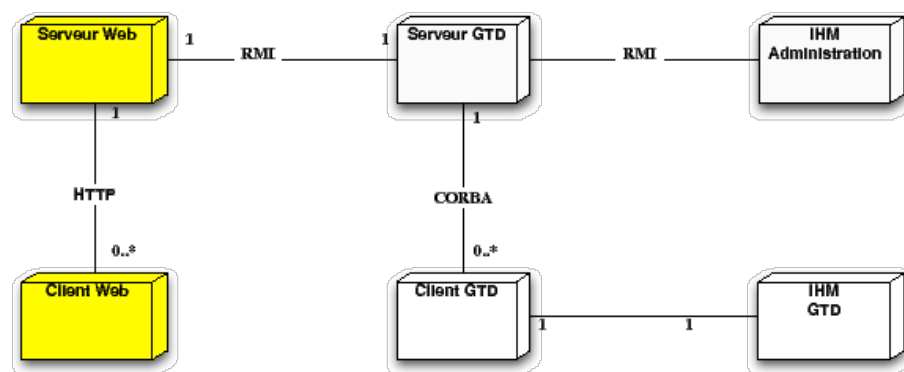 Serveur Web
1
RMI
1
Serveur GTD
RMI
IHM
Administration
1
1
HTTP
CORBA
0..*
0..*
Client Web
Client GTD
1
1
IHM
GTD